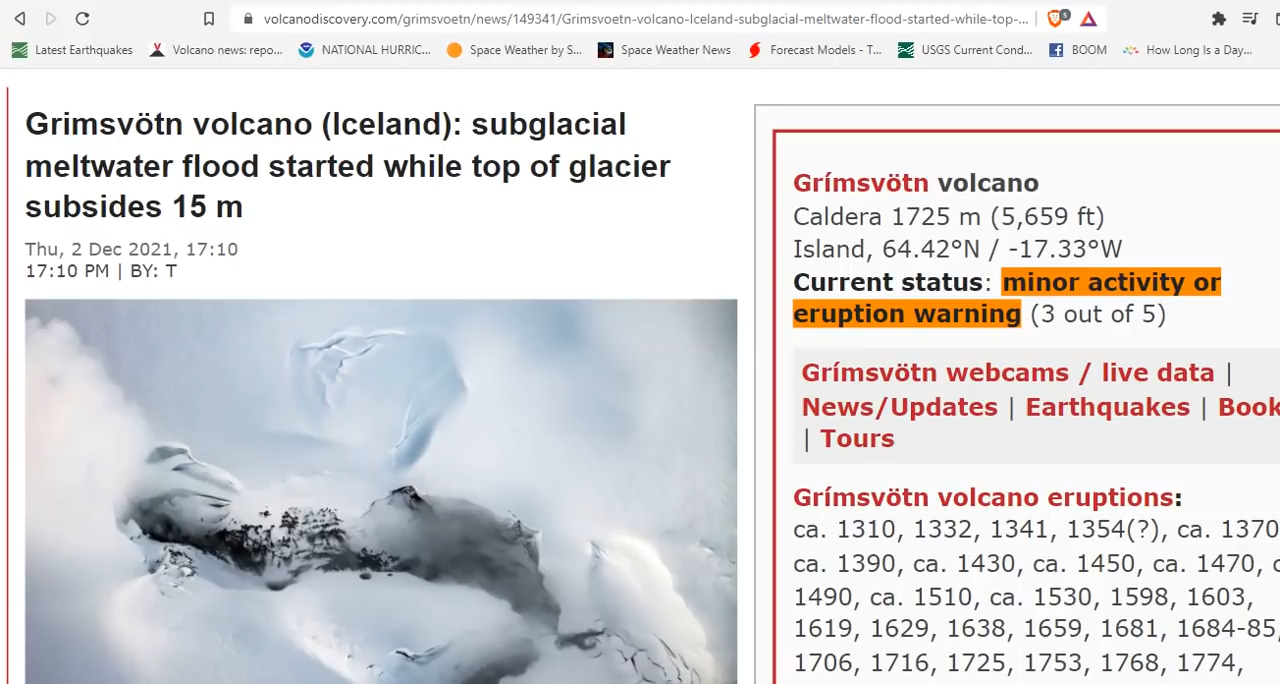 volcanodiscovery.com/grimsvoetn/news/149341/Grimsvoetn-volcano-Iceland-subglacial-meltwater-flood-started-while-top-... 5
Latest Earthquakes Volcano news: repo... NATIONAL HURRIC... Space Weather by S... Space Weather News Forecast Models - T... USGS Current Cond... BOOM How Long Is a Day...
Grimsvötn volcano (Iceland): subglacial
meltwater flood started while top of glacier
subsides 15 m
Thu, 2 Dec 2021, 17:10
17:10 PM | BY: T
Grímsvötn volcano
Caldera 1725 m (5,659 ft)
Island, 64.42°N / -17.33°W
Current status: minor activity or
eruption warning (3 out of 5)
Grímsvötn webcams / live data |
News/Updates | Earthquakes | Book
| Tours
Grímsvötn volcano eruptions:
ca. 1310, 1332, 1341, 1354(?), ca. 1370
ca. 1390, ca. 1430, ca. 1450, ca. 1470, c
1490, ca. 1510, ca. 1530, 1598, 1603,
1619, 1629, 1638, 1659, 1681, 1684-85,
1706, 1716, 1725, 1753, 1768, 1774,